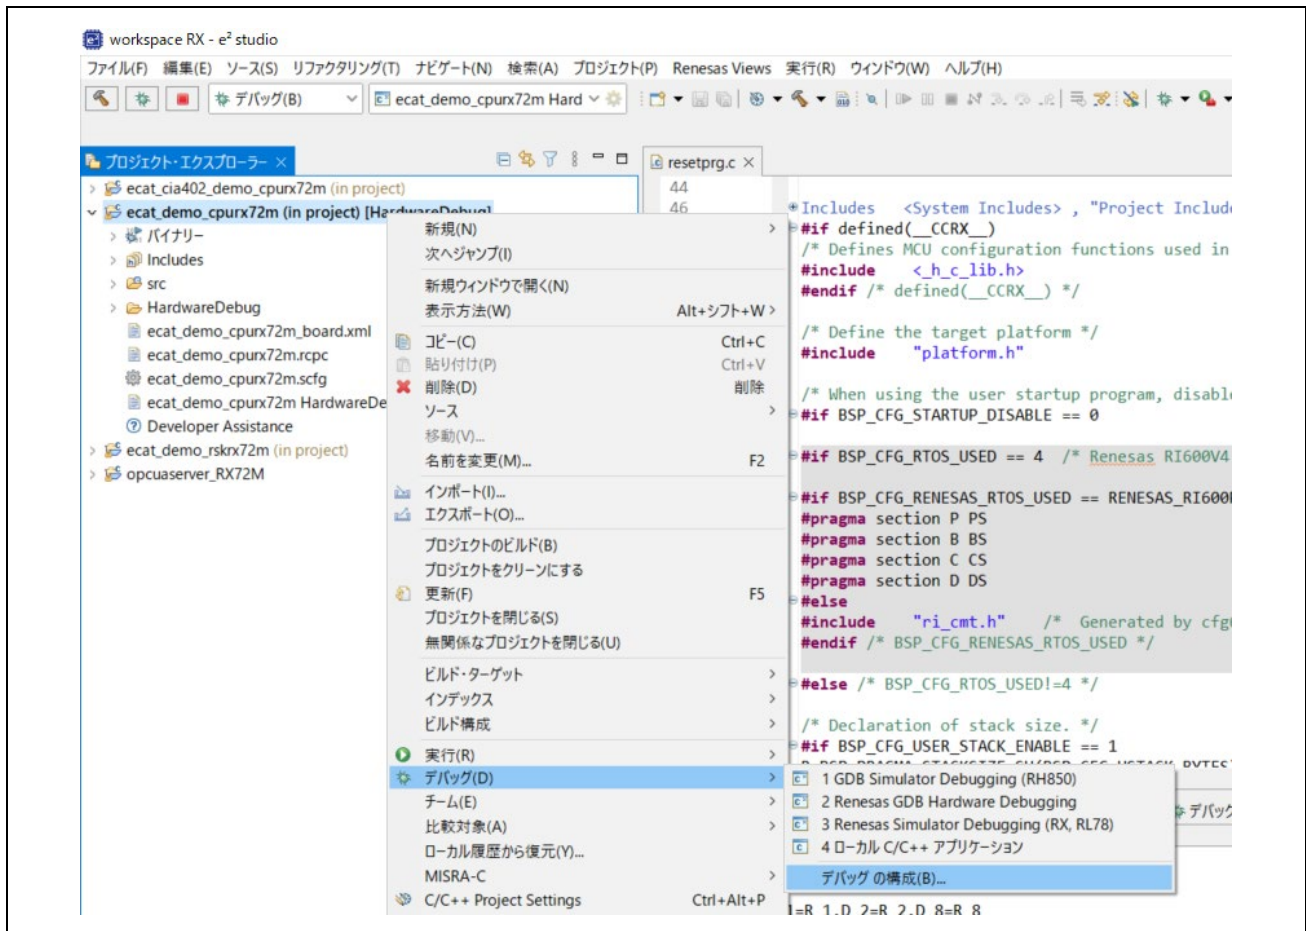 workspace RX - e² studio
ファイル(F) 編集(E) ソース(S) リファクタリング(T) ナビゲート(N) 検索(A) プロジェクト(P) Renesas Views 実行(R) ウィンドウ(W) ヘルプ(H)
デバッグ(B) ecat_demo_cpurx72m Hard
プロジェクト・エクスプローラー
ecat_cia402_demo_cpurx72m (in project)
ecat_demo_cpurx72m (in project) [HardwareDebug]
バイナリー
Includes
src
HardwareDebug
ecat_demo_cpurx72m_board.xml
ecat_demo_cpurx72m.rcpc
ecat_demo_cpurx72m.scfg
ecat_demo_cpurx72m HardwareDe
Developer Assistance
ecat_demo_rskrx72m (in project)
opcuaserver_RX72M
新規(N)
次へジャンプ(I)
新規ウィンドウで開く(N)
表示方法(W) Alt+シフト+W
コピー(C) Ctrl+C
貼り付け(P) Ctrl+V
削除(D) 削除
ソース
移動(V)...
名前を変更(M)... F2
インポート(I)...
エクスポート(O)...
プロジェクトのビルド(B)
プロジェクトをクリーンにする
更新(F) F5
プロジェクトを閉じる(S)
無関係なプロジェクトを閉じる(U)
ビルド・ターゲット
インデックス
ビルド構成
実行(R)
デバッグ(D)
チーム(E)
比較対象(A)
ローカル履歴から復元(Y)...
MISRA-C
C/C++ Project Settings Ctrl+Alt+P
1 GDB Simulator Debugging (RH850)
2 Renesas GDB Hardware Debugging
3 Renesas Simulator Debugging (RX, RL78)
4 ローカル C/C++ アプリケーション
デバッグ の構成(B)...
resetprg.c
44
46
Includes <System Includes> , "Project Inclu
#if defined(__CCRX__)
/* Defines MCU configuration functions used in
#include <_h_c_lib.h>
#endif /* defined(__CCRX__) */
/* Define the target platform */
#include "platform.h"
/* When using the user startup program, disabl
#if BSP_CFG_STARTUP_DISABLE == 0
#if BSP_CFG_RTOS_USED == 4 /* Renesas RI600V4
#if BSP_CFG_RENESAS_RTOS_USED == RENESAS_RI600
#pragma section P PS
#pragma section B BS
#pragma section C CS
#pragma section D DS
#else
#include "ri_cmt.h" /* Generated by cfg
#endif /* BSP_CFG_RENESAS_RTOS_USED */
#else /* BSP_CFG_RTOS_USED!=4 */
/* Declaration of stack size. */
#if BSP_CFG_USER_STACK_ENABLE == 1
デバッグ
1=R 1,D 2=R 2,D 8=R 8